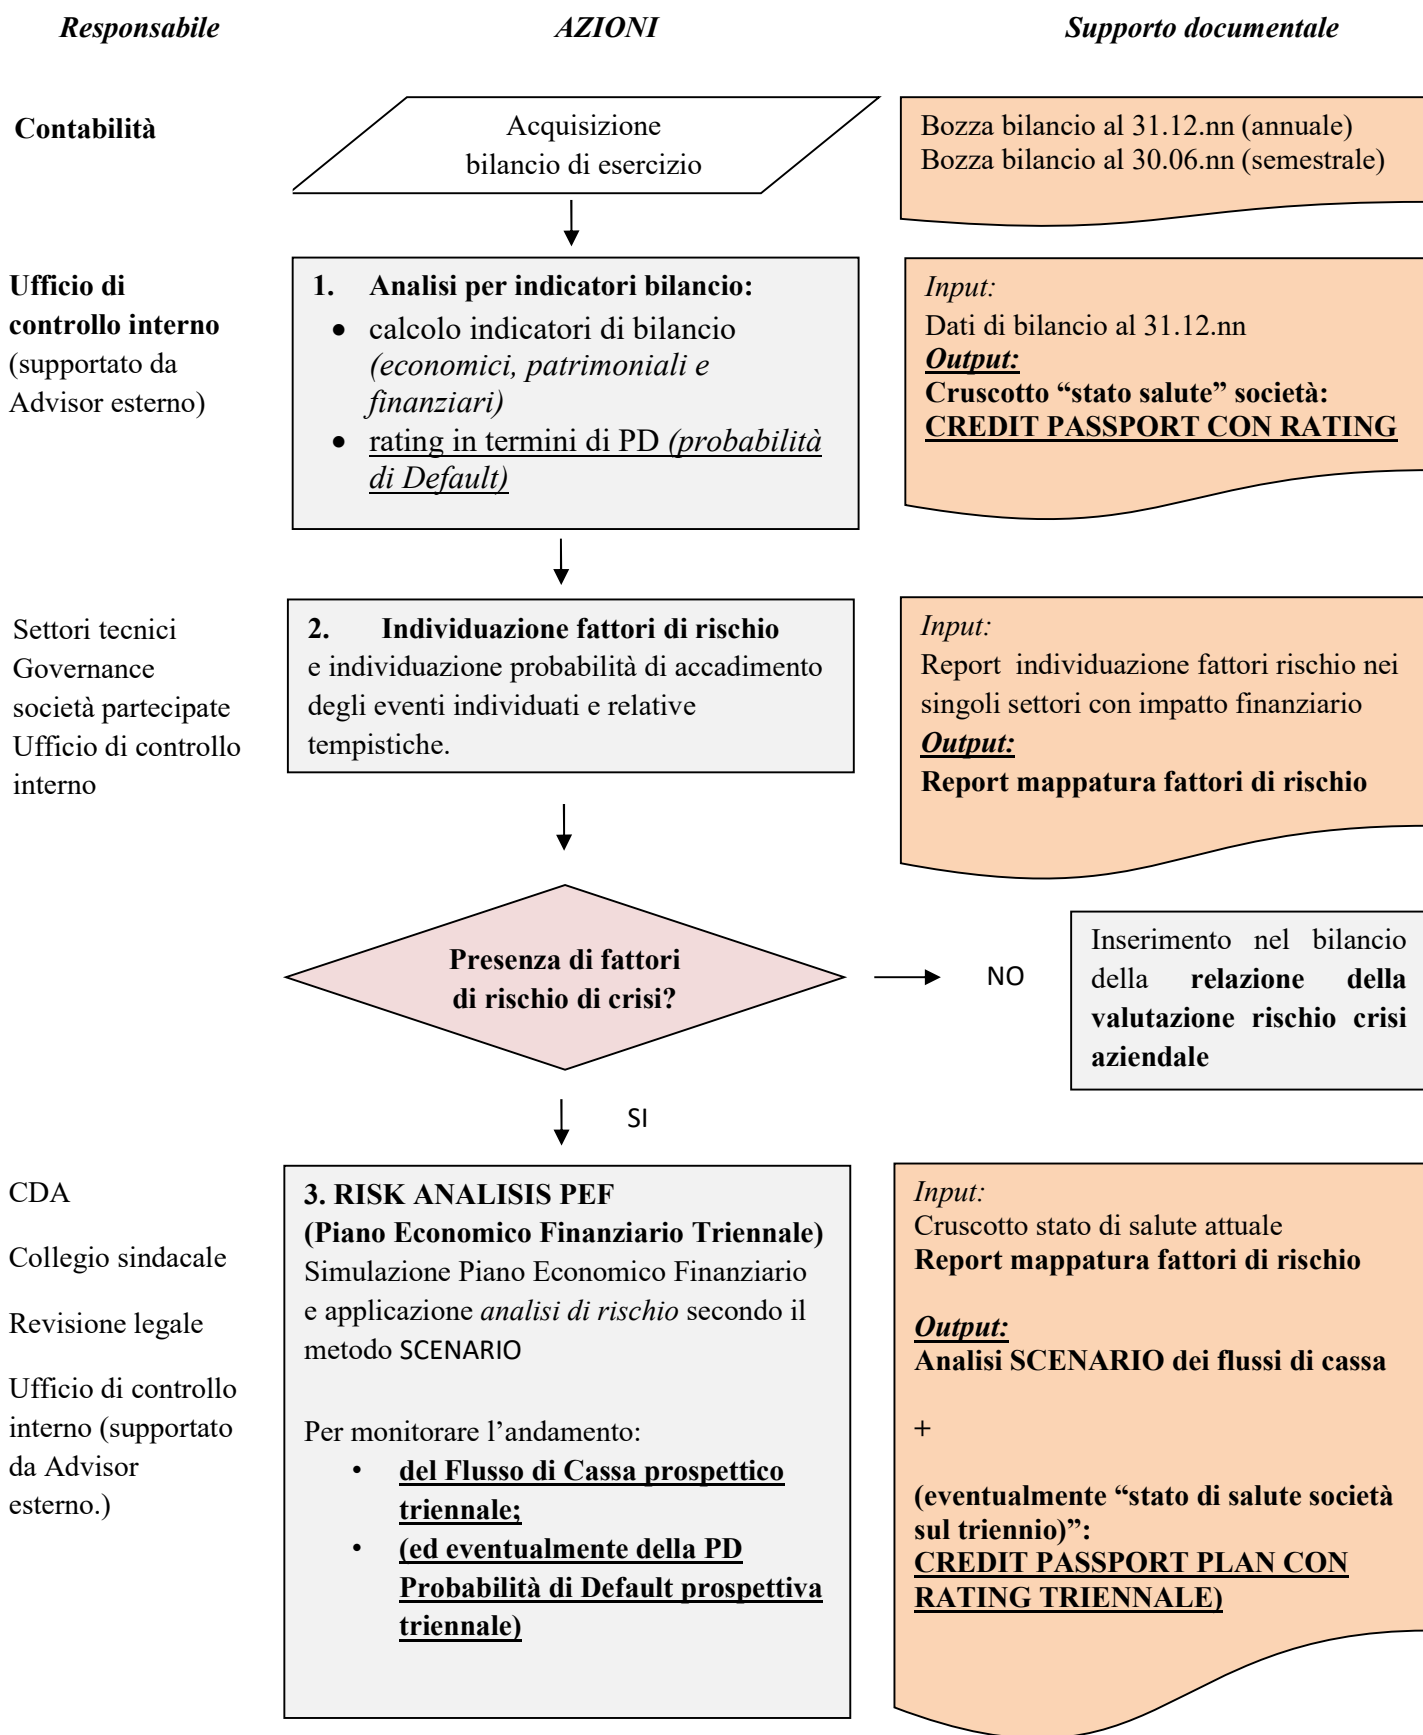 Responsabile
AZIONI
Supporto documentale
Contabilità
Acquisizione
bilancio di esercizio
Bozza bilancio al 31.12.nn (annuale)
Bozza bilancio al 30.06.nn (semestrale)
Ufficio di
controllo interno
(supportato da
Advisor esterno)
1. Analisi per indicatori bilancio:
• calcolo indicatori di bilancio
(economici, patrimoniali e
finanziari)
• rating in termini di PD (probabilità
di Default)
Input:
Dati di bilancio al 31.12.nn
Output:
Cruscotto “stato salute” società:
CREDIT PASSPORT CON RATING
Settori tecnici
Governance
società partecipate
Ufficio di controllo
interno
2. Individuazione fattori di rischio
e individuazione probabilità di accadimento
degli eventi individuati e relative
tempistiche.
Input:
Report individuazione fattori rischio nei
singoli settori con impatto finanziario
Output:
Report mappatura fattori di rischio
Presenza di fattori
di rischio di crisi?
NO
Inserimento nel bilancio
della relazione della
valutazione rischio crisi
aziendale
SI
CDA
Collegio sindacale
Revisione legale
Ufficio di controllo
interno (supportato
da Advisor
esterno.)
3. RISK ANALISIS PEF
(Piano Economico Finanziario Triennale)
Simulazione Piano Economico Finanziario
e applicazione analisi di rischio secondo il
metodo SCENARIO
Per monitorare l’andamento:
• del Flusso di Cassa prospettico
triennale;
• (ed eventualmente della PD
Probabilità di Default prospettiva
triennale)
Input:
Cruscotto stato di salute attuale
Report mappatura fattori di rischio
Output:
Analisi SCENARIO dei flussi di cassa
+
(eventualmente “stato di salute società
sul triennio)”:
CREDIT PASSPORT PLAN CON
RATING TRIENNALE)